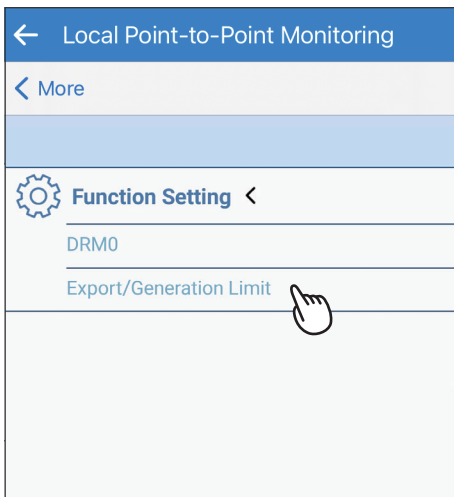 Local Point-to-Point Monitoring
More
Function Setting
DRM0
Export/Generation Limit